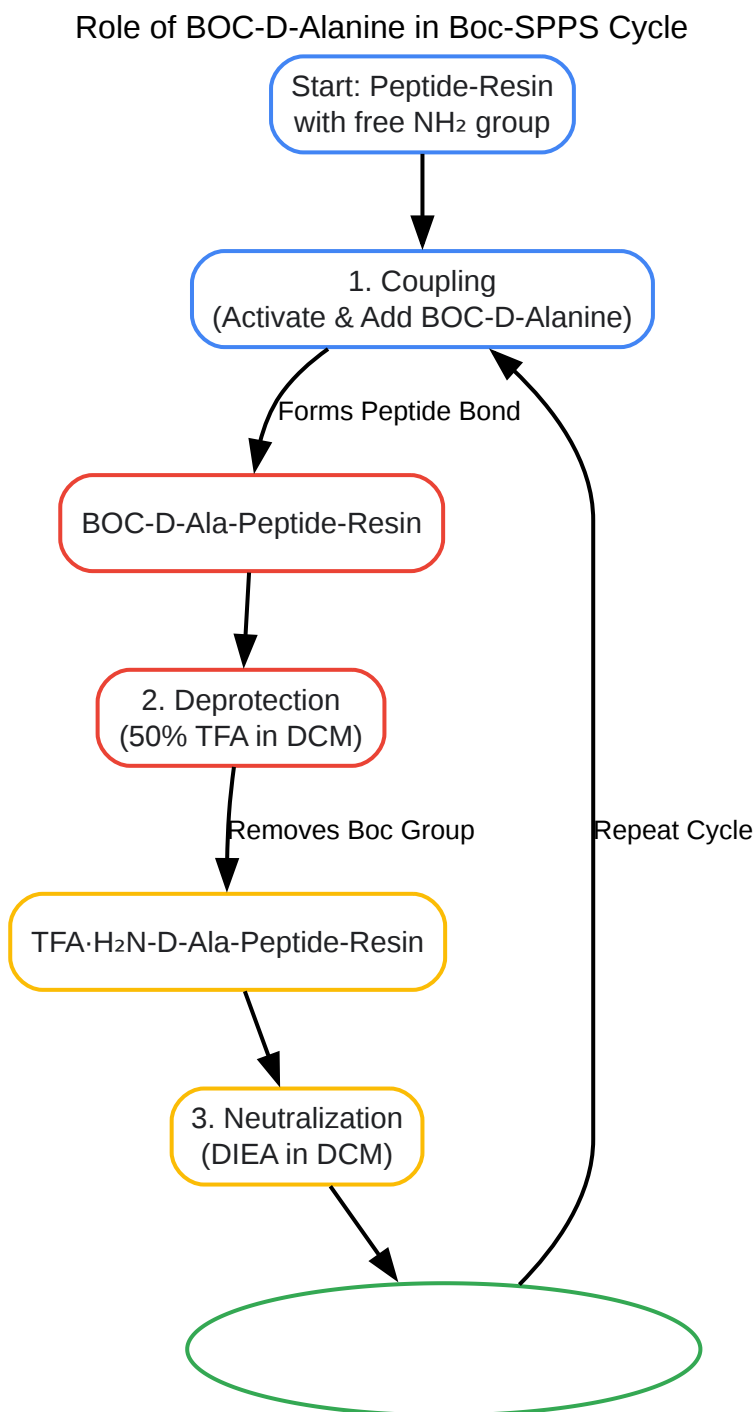 Role of BOC-D-Alanine in Boc-SPPS Cycle
Start: Peptide-Resin
with free NH₂ group
1. Coupling
(Activate & Add BOC-D-Alanine)
Forms Peptide Bond
BOC-D-Ala-Peptide-Resin
2. Deprotection
(50% TFA in DCM)
Removes Boc Group
Repeat Cycle
TFA·H₂N-D-Ala-Peptide-Resin
3. Neutralization
(DIEA in DCM)